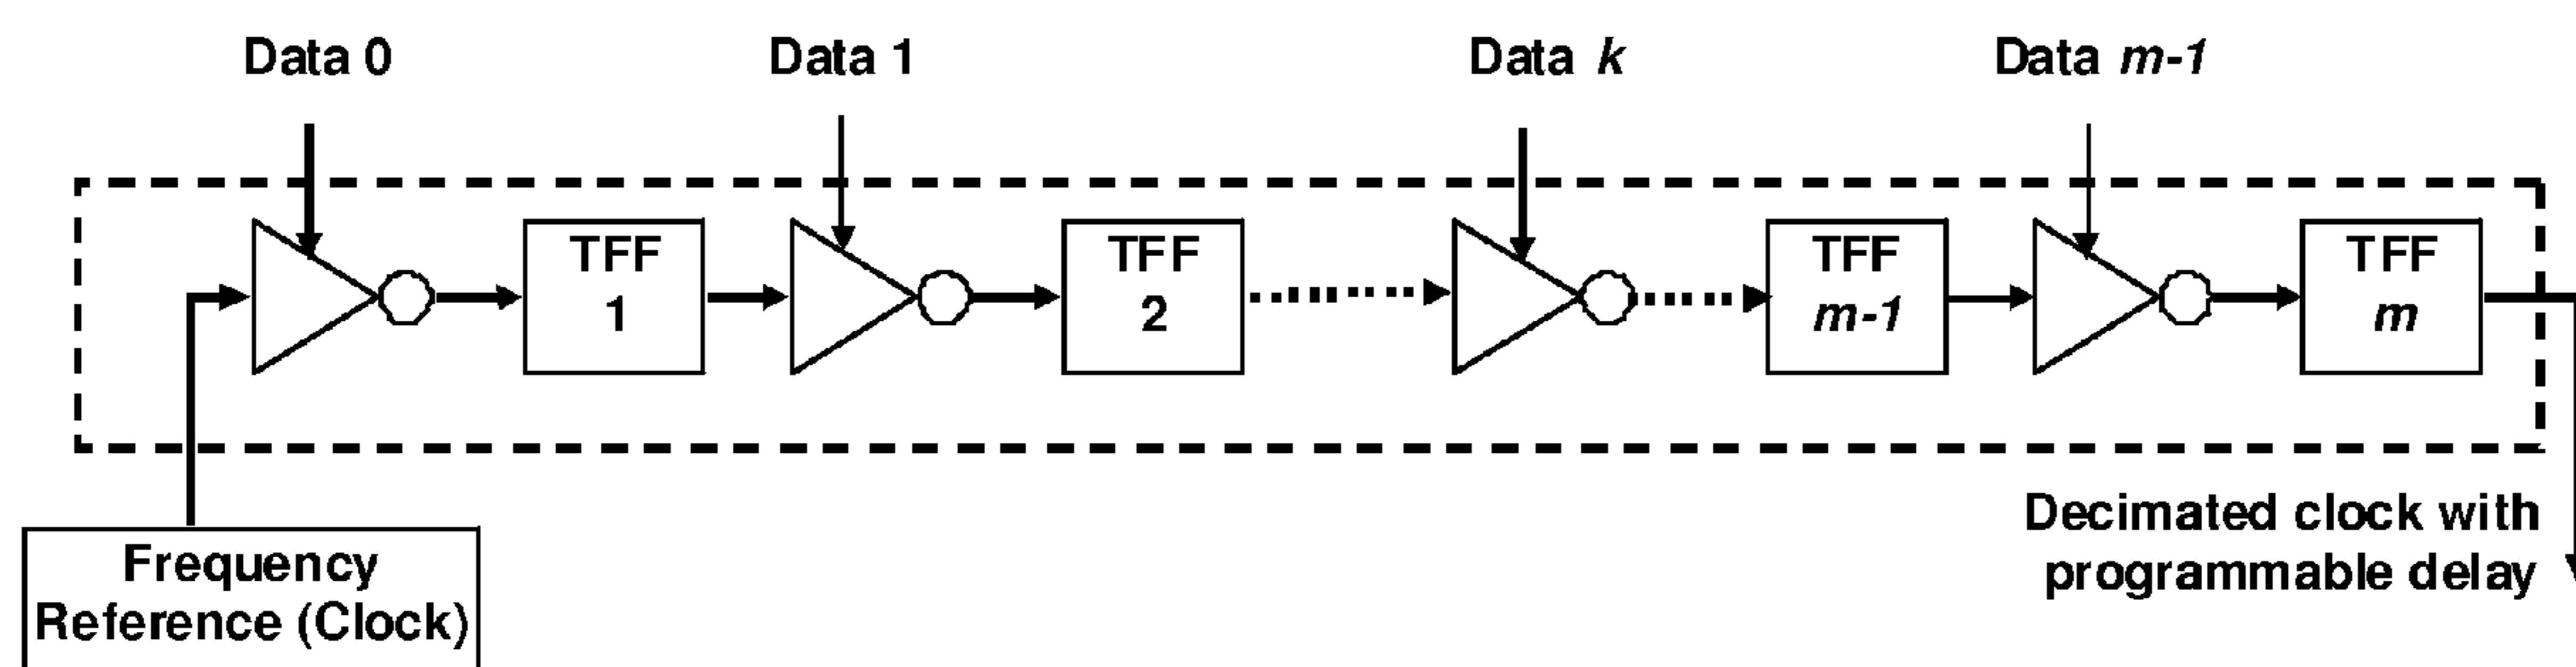 Data 0
Data 1
Data k
Data m-1
TFF
1
TFF
2
TFF
m-1
TFF
m
Frequency
Reference (Clock)
Decimated clock with
programmable delay